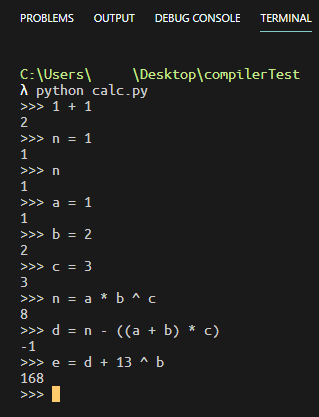 PROBLEMS OUTPUT DEBUG CONSOLE TERMINAL
C:\Users\ \Desktop\compilerTest
λ python calc.py
>>> 1 + 1
2
>>> n = 1
1
>>> n
1
>>> a = 1
1
>>> b = 2
2
>>> c = 3
3
>>> n = a * b ^ c
8
>>> d = n - ((a + b) * c)
-1
>>> e = d + 13 ^ b
168
>>>